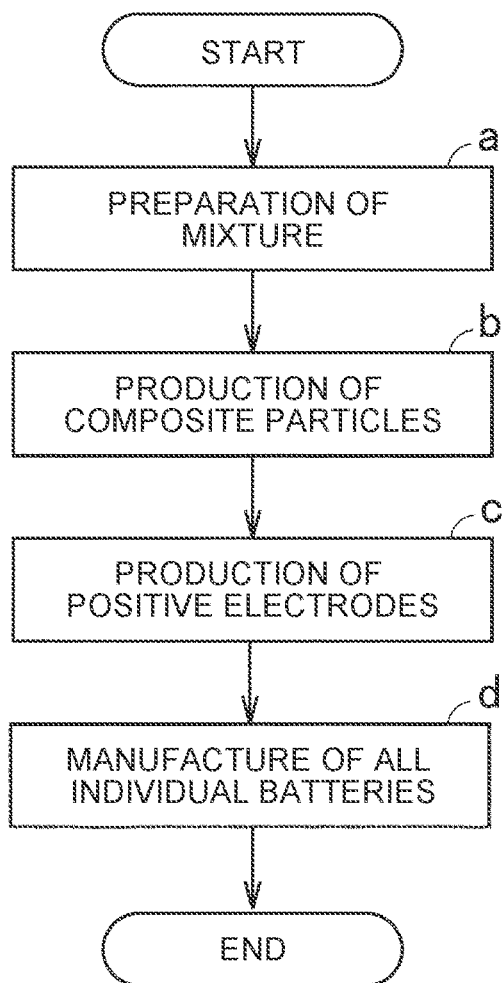 START
a
PREPARATION OF
MIXTURE
b
PRODUCTION OF
COMPOSITE PARTICLES
c
PRODUCTION OF
POSITIVE ELECTRODES
d
MANUFACTURE OF ALL
INDIVIDUAL BATTERIES
END